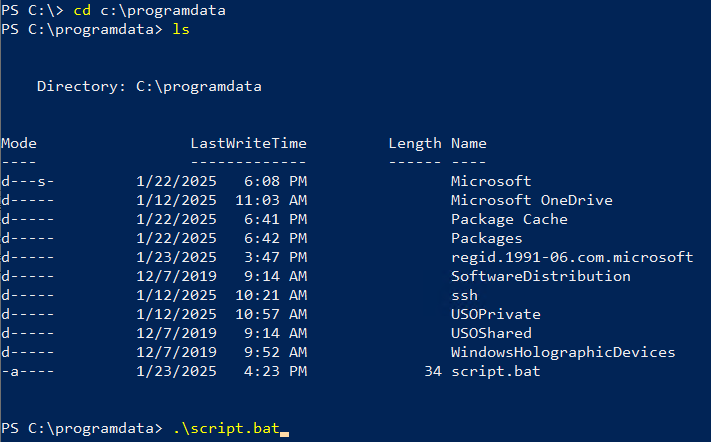 PS C:\> cd c:\programdata
PS C:\programdata> ls
Directory: C:\programdata
Mode LastWriteTime Length Name
---- ------------- ------ ----
d---s- 1/22/2025 6:08 PM Microsoft
d----- 1/12/2025 11:03 AM Microsoft OneDrive
d----- 1/22/2025 6:41 PM Package Cache
d----- 1/22/2025 6:42 PM Packages
d----- 1/23/2025 3:47 PM regid.1991-06.com.microsoft
d----- 12/7/2019 9:14 AM SoftwareDistribution
d----- 1/12/2025 10:21 AM ssh
d----- 1/12/2025 10:57 AM USOPrivate
d----- 12/7/2019 9:14 AM USOShared
d----- 12/7/2019 9:52 AM WindowsHolographicDevices
-a---- 1/23/2025 4:23 PM 34 script.bat
PS C:\programdata> .\script.bat